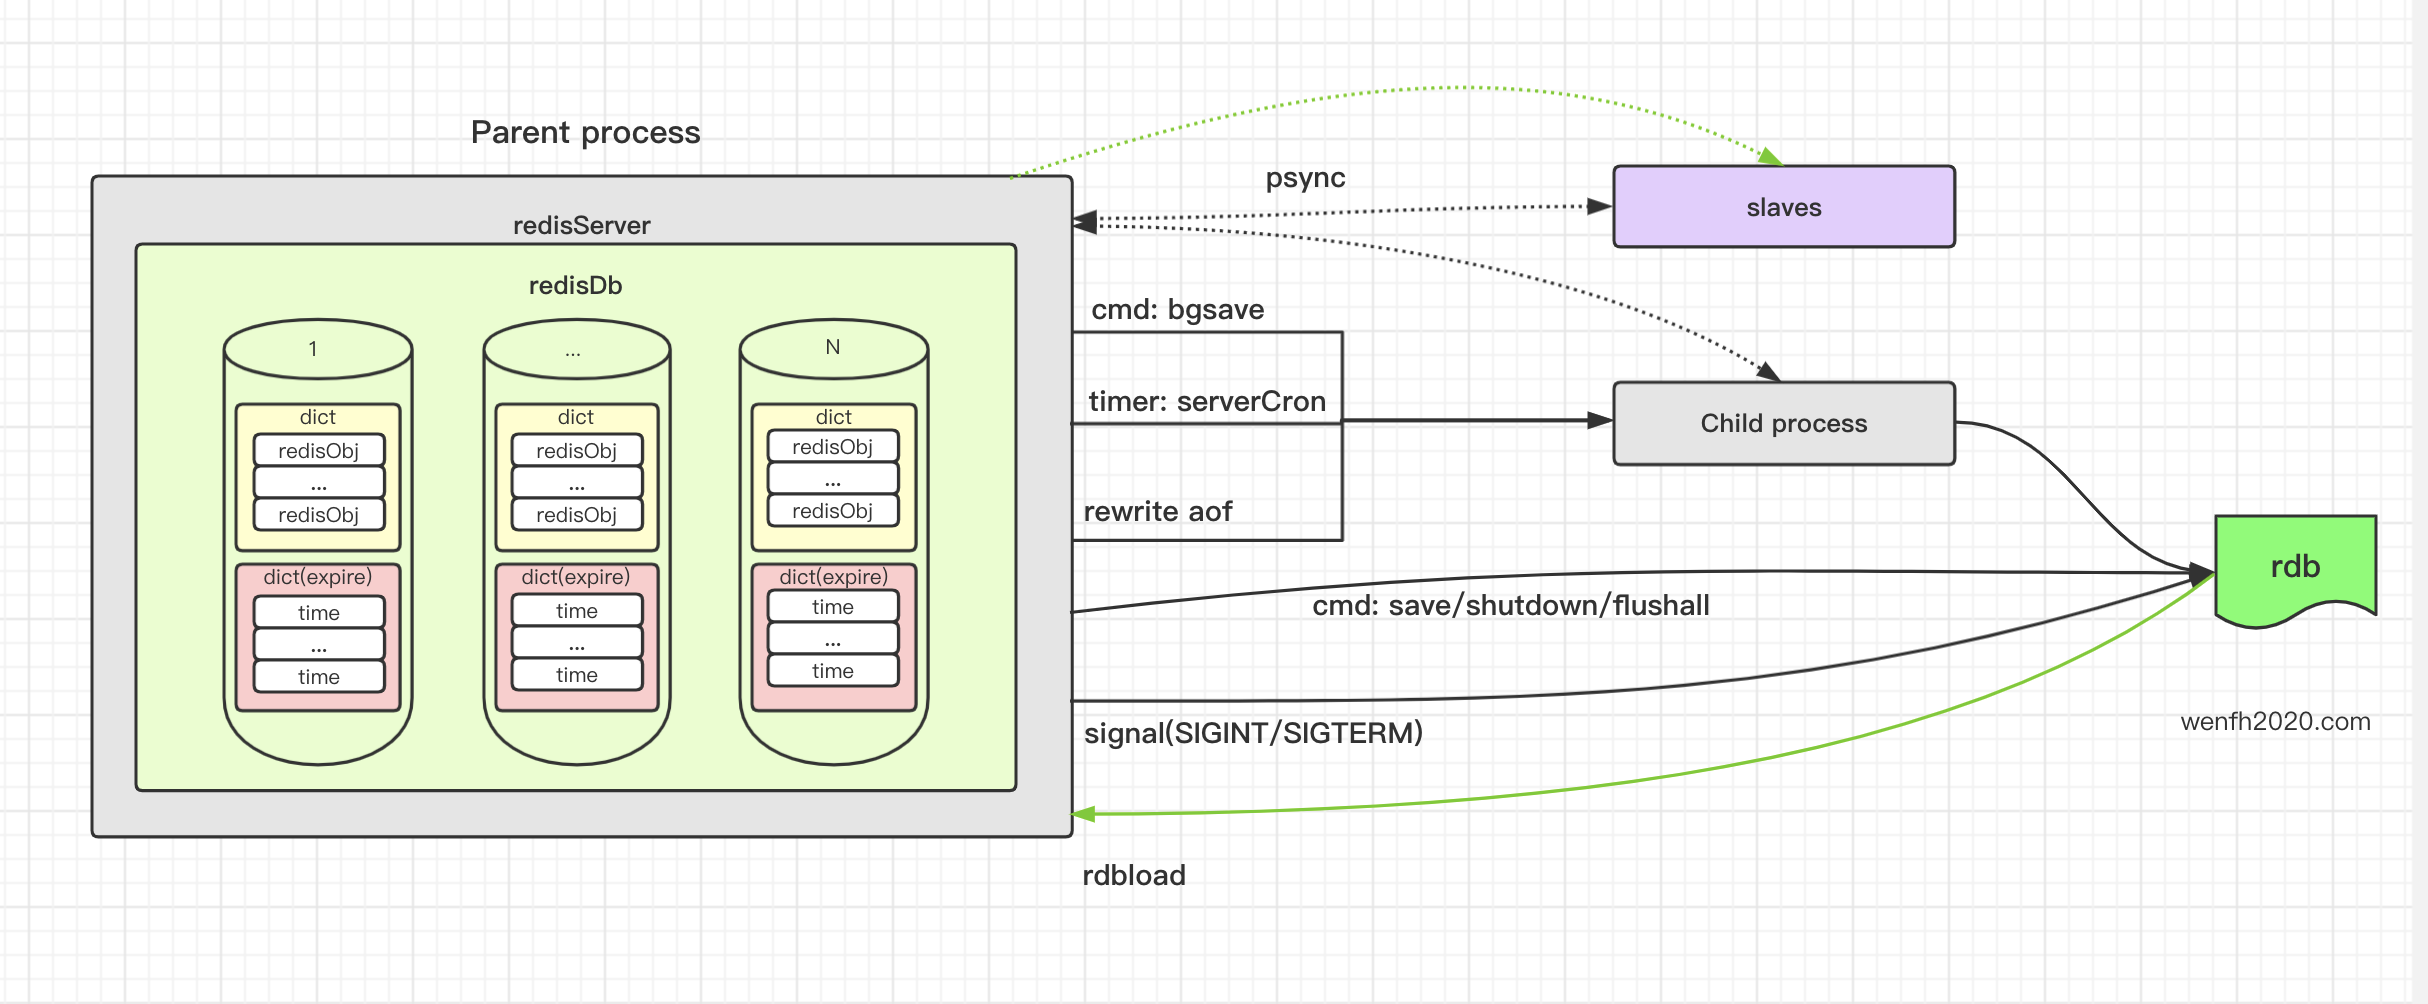 Parent process
redisServer
redisDb
1
...
N
dict
redisObj
...
redisObj
dict(expire)
time
...
time
dict
redisObj
...
redisObj
dict(expire)
time
...
time
dict
redisObj
...
redisObj
dict(expire)
time
...
time
psync
slaves
cmd: bgsave
timer: serverCron
Child process
rewrite aof
rdb
cmd: save/shutdown/flushall
signal(SIGINT/SIGTERM)
wenfh2020.com
rdbload